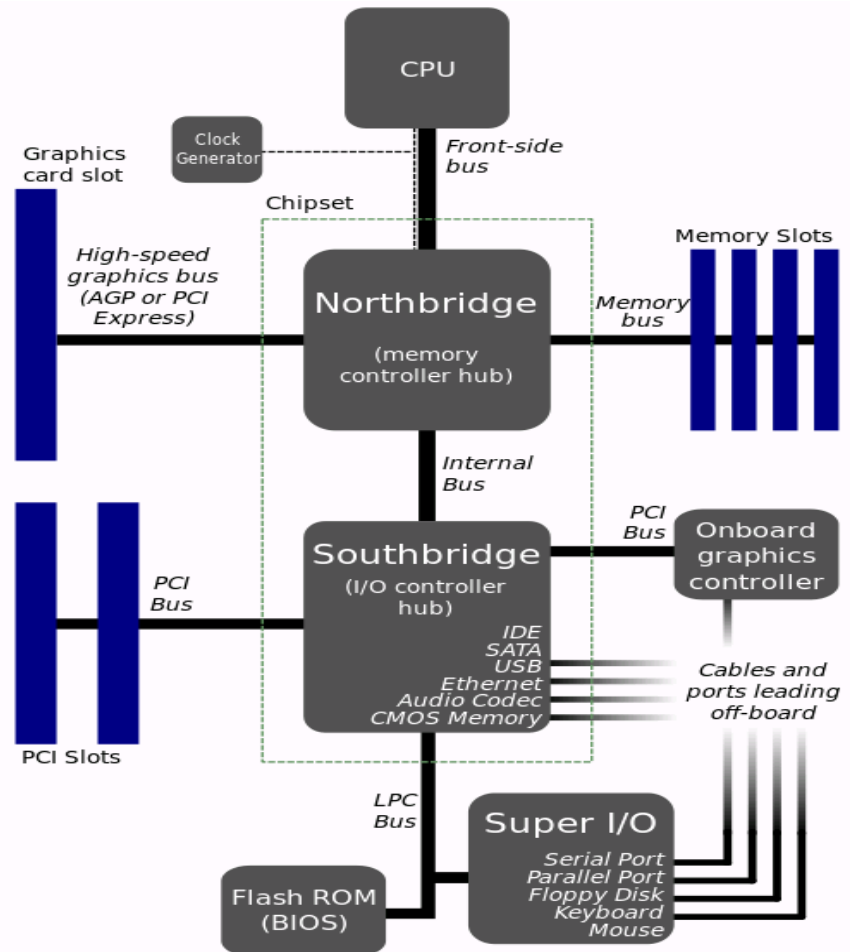 CPU
Clock
Generator
Front-side
bus
Graphics
card slot
Chipset
High-speed
graphics bus
(AGP or PCI
Express)
Northbridge
(memory
controller hub)
Memory Slots
Memory
bus
Internal
Bus
PCI
Bus
Onboard
graphics
controller
Southbridge
(I/O controller
hub)
IDE
SATA
USB
Ethernet
Audio Codec
CMOS Memory
PCI
Bus
PCI Slots
Cables and
ports leading
off-board
LPC
Bus
Super I/O
Serial Port
Parallel Port
Floppy Disk
Keyboard
Mouse
Flash ROM
(BIOS)